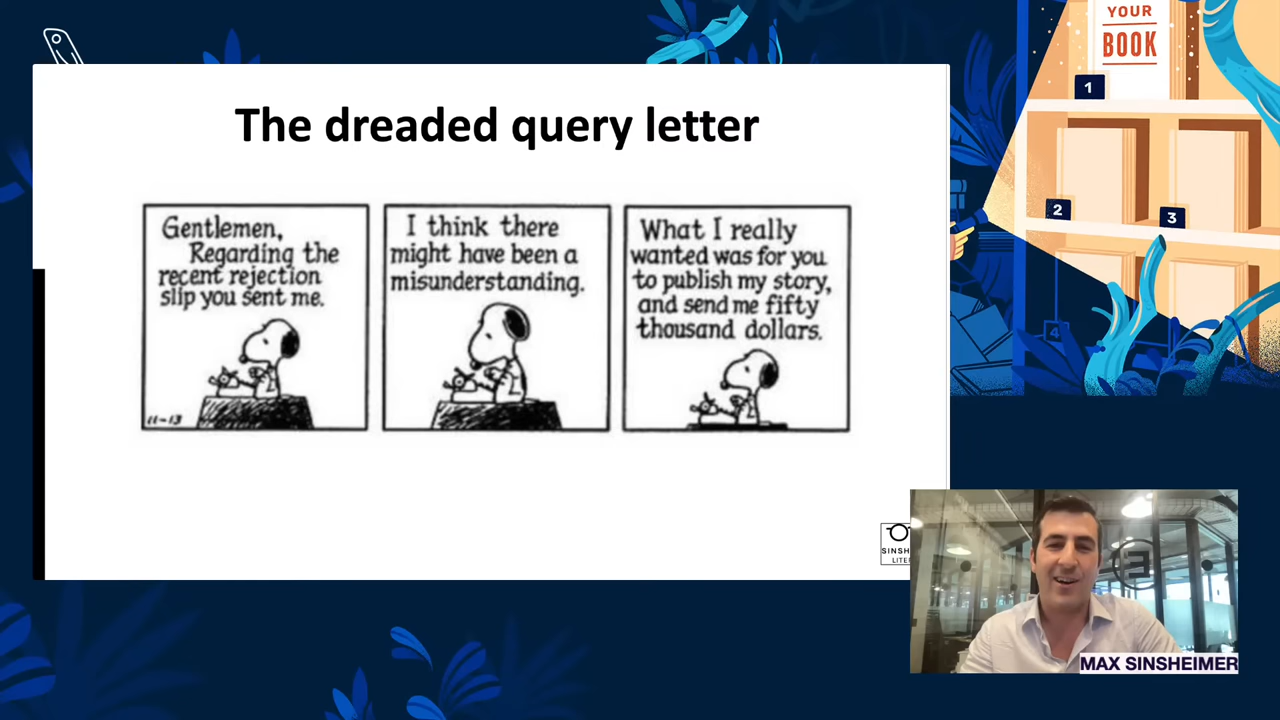 The dreaded query letter
Gentlemen,
Regarding the
recent rejection
slip you sent me.
11-13
I think there
might have been a
misunderstanding.
What I really
wanted was for you
to publish my story,
and send me fifty
thousand dollars.
YOUR
BOOK
1
2
3
4
MAX SINSHEIMER